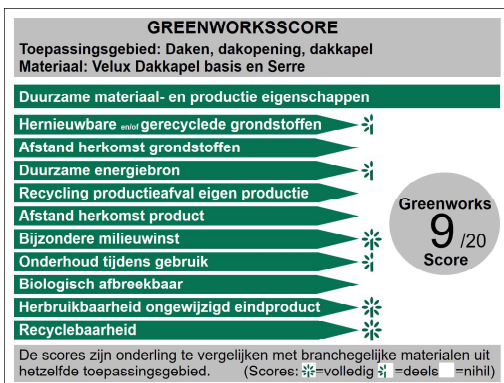 GREENWORKSSCORE
Toepassingsgebied: Daken, dakopening, dakkapel
Materiaal: Velux Dakkapel basis en Serre
Duurzame materiaal- en productie eigenschappen
Hernieuwbare en/of gerecyclede grondstoffen
Afstand herkomst grondstoffen
Duurzame energiebron
Recycling productieafval eigen productie
Afstand herkomst product
Bijzondere milieuwinst
Onderhoud tijdens gebruik
Biologisch afbreekbaar
Herbruikbaarheid ongewijzigd eindproduct
Recyclebaarheid
Greenworks
9 /20
Score
De scores zijn onderling te vergelijken met branchegelijke materialen uit
hetzelfde toepassingsgebied. (Scores: =volledig =deels =nihil)